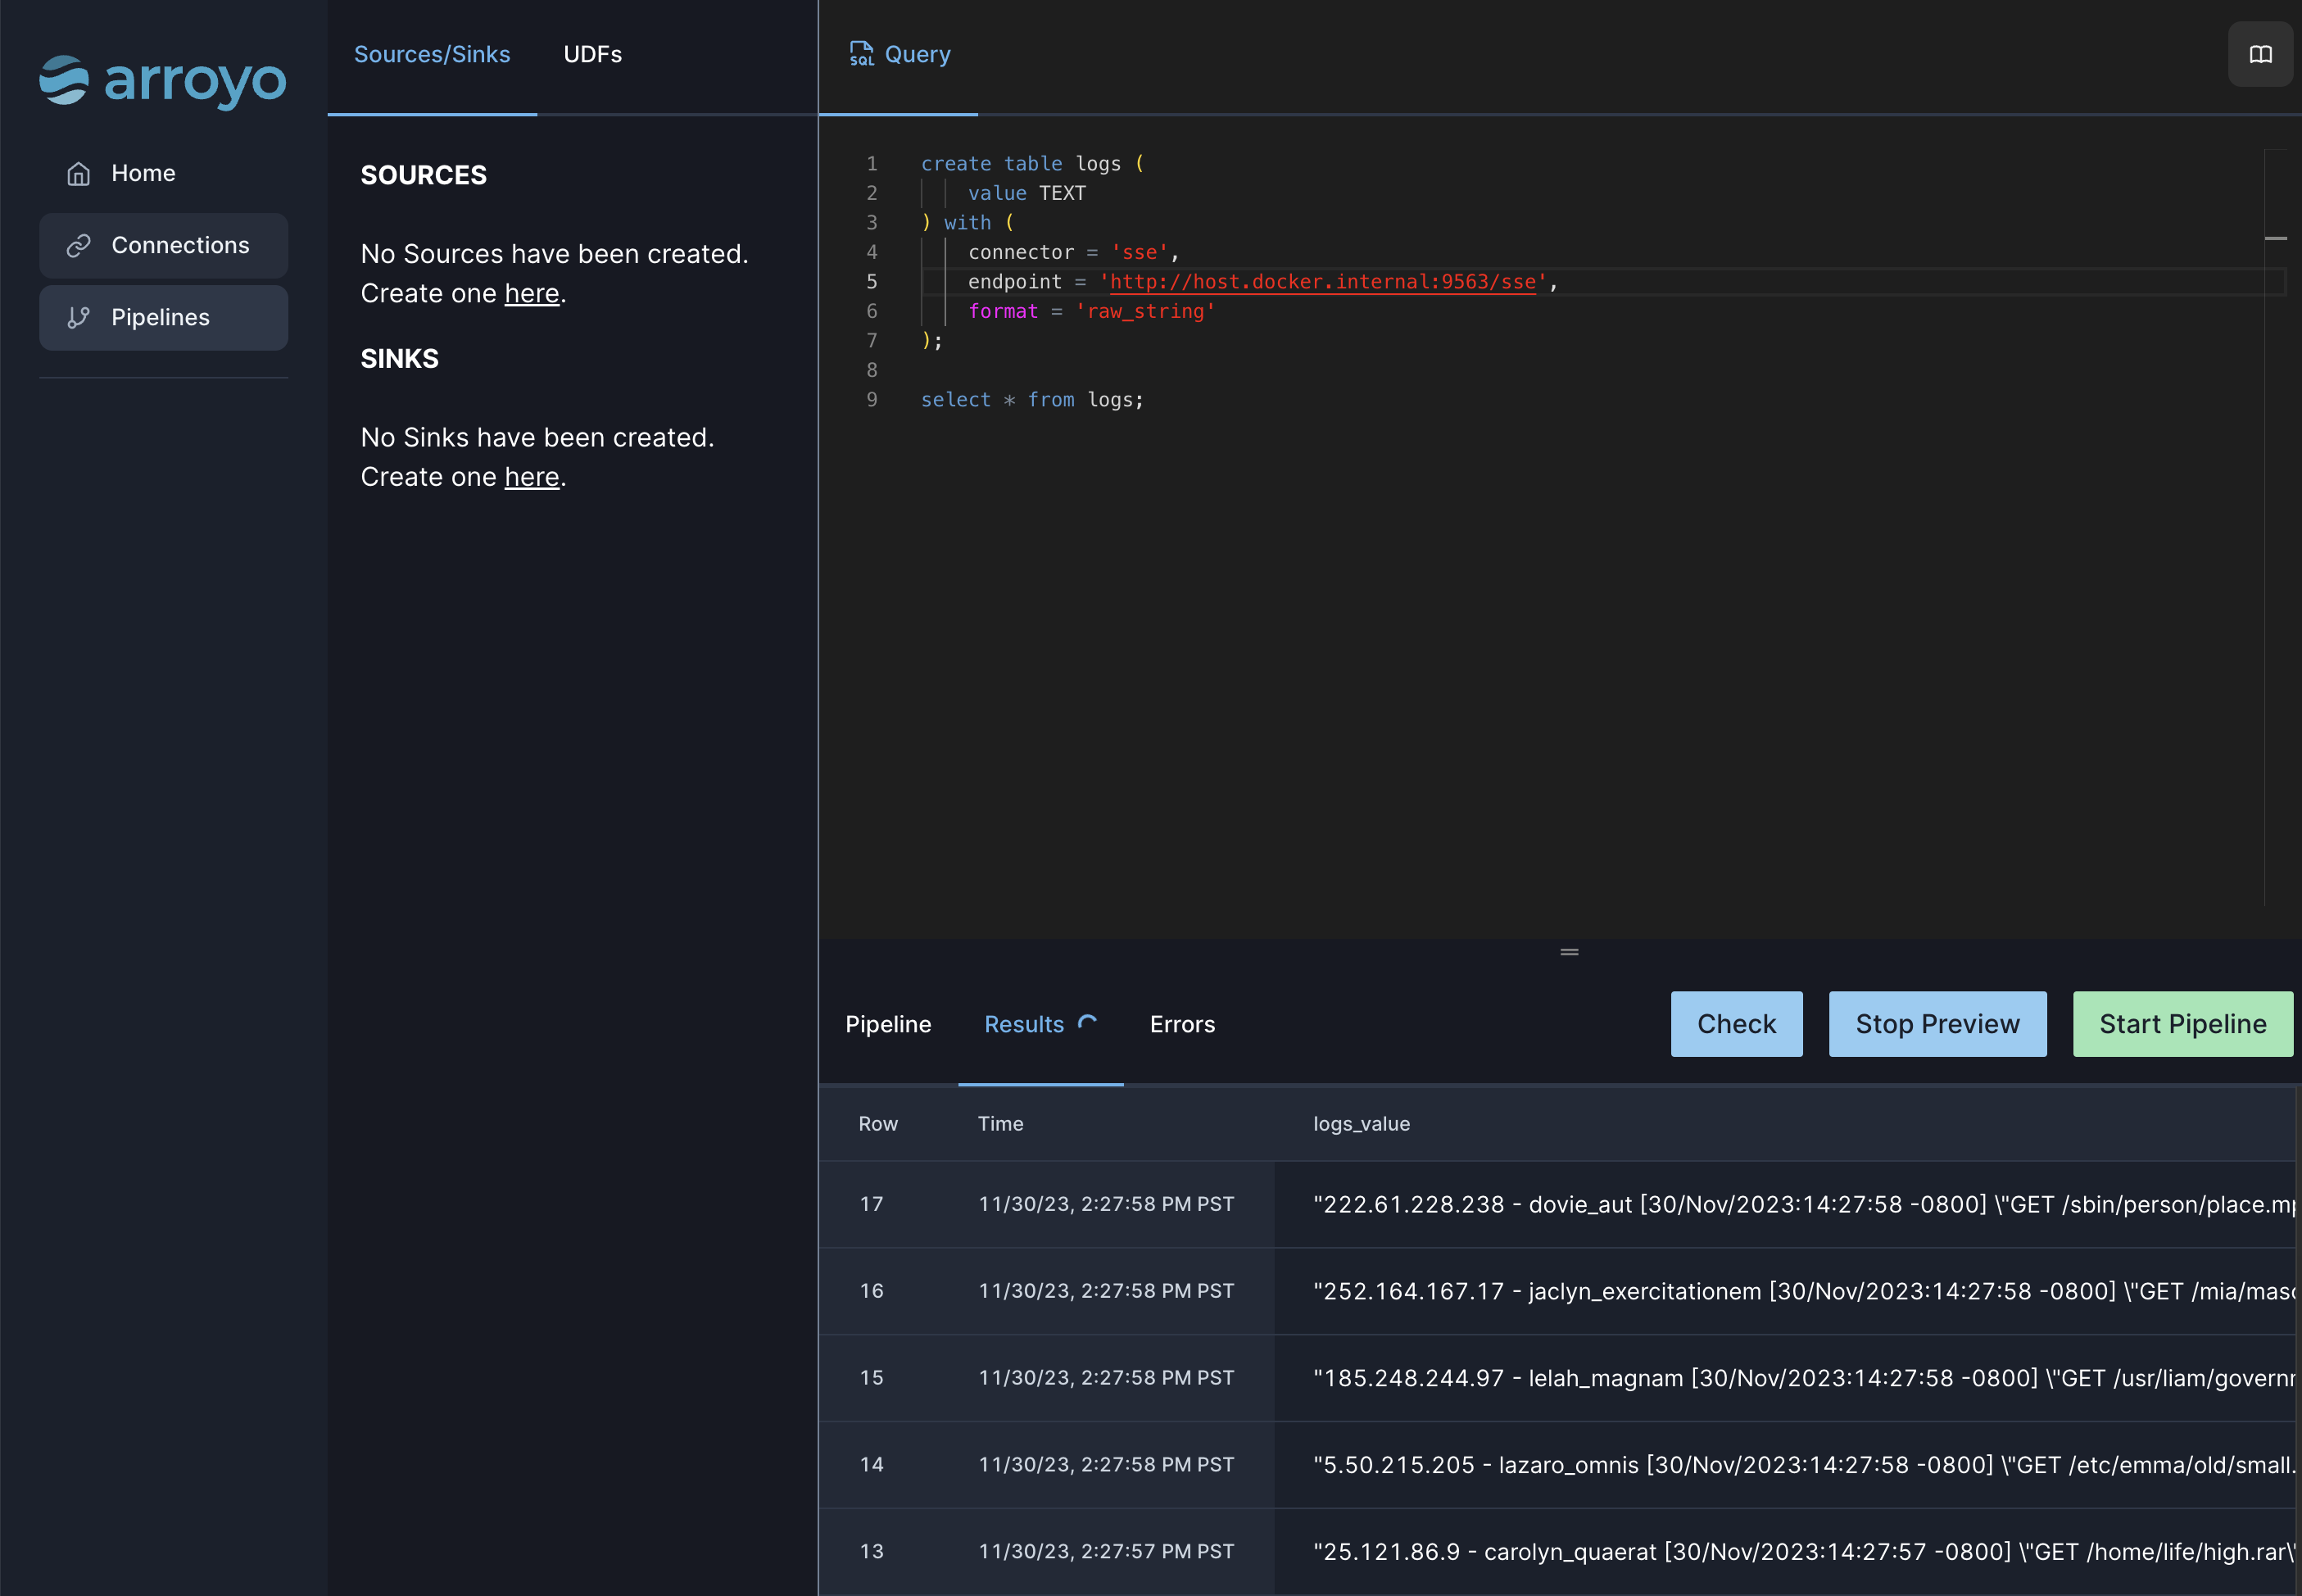 arroyo
Home
Connections
Pipelines
Sources/Sinks UDFs
SOURCES
No Sources have been created.
Create one here.
SINKS
No Sinks have been created.
Create one here.
SQL Query
1 create table logs (
2 value TEXT
3 ) with (
4 connector = 'sse',
5 endpoint = 'http://host.docker.internal:9563/sse',
6 format = 'raw_string'
7 );
8
9 select * from logs;
Pipeline Results Errors Check Stop Preview Start Pipeline
Row Time logs_value
17 11/30/23, 2:27:58 PM PST "222.61.228.238 - dovie_aut [30/Nov/2023:14:27:58 -0800] \"GET /sbin/person/place.m
16 11/30/23, 2:27:58 PM PST "252.164.167.17 - jaclyn_exercitationem [30/Nov/2023:14:27:58 -0800] \"GET /mia/mas
15 11/30/23, 2:27:58 PM PST "185.248.244.97 - lelah_magnam [30/Nov/2023:14:27:58 -0800] \"GET /usr/liam/govern
14 11/30/23, 2:27:58 PM PST "5.50.215.205 - lazaro_omnis [30/Nov/2023:14:27:58 -0800] \"GET /etc/emma/old/small.
13 11/30/23, 2:27:57 PM PST "25.121.86.9 - carolyn_quaerat [30/Nov/2023:14:27:57 -0800] \"GET /home/life/high.rar\"